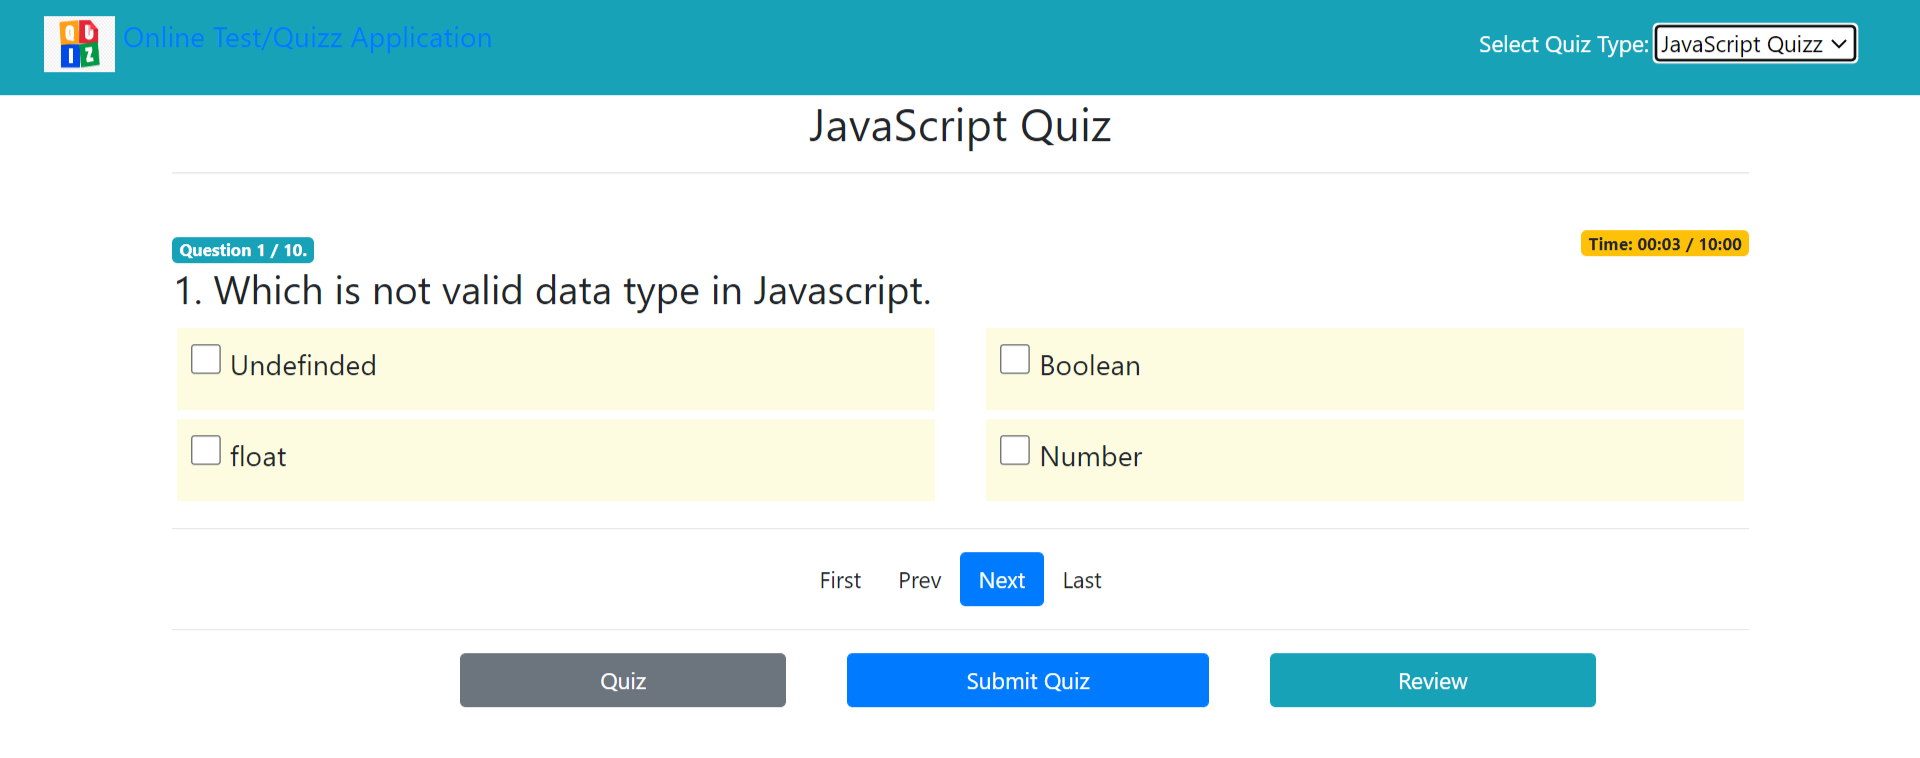 QUIZ
Online Test/Quizz Application
Select Quiz Type: JavaScript Quizz
JavaScript Quiz
Question 1 / 10.
Time: 00:03 / 10:00
1. Which is not valid data type in Javascript.
Undefinded
Boolean
float
Number
First Prev Next Last
Quiz Submit Quiz Review